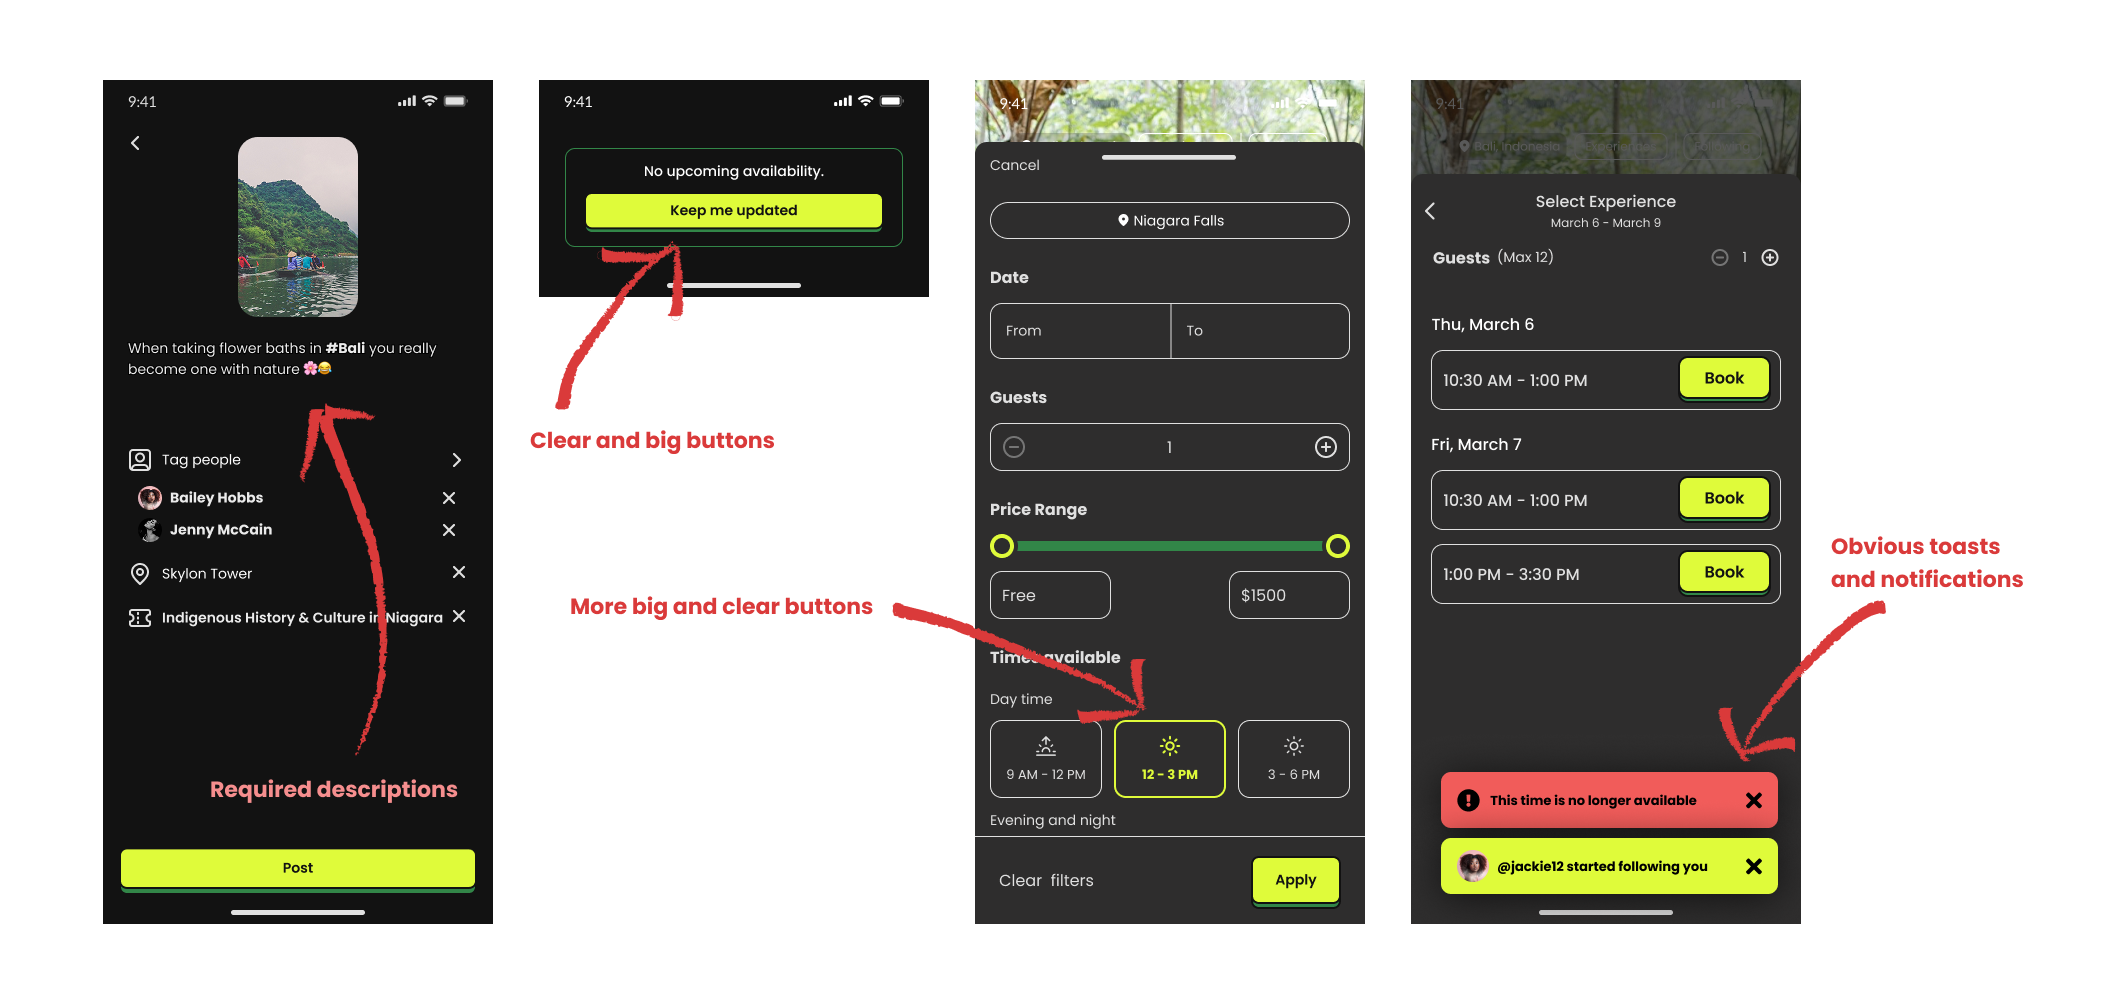 9:41
When taking flower baths in #Bali you really
become one with nature 🌸😂
Tag people
Bailey Hobbs
Jenny McCain
Skylon Tower
Indigenous History & Culture in Niagara
Required descriptions
Post
9:41
No upcoming availability.
Keep me updated
Clear and big buttons
More big and clear buttons
9:41
Cancel
Niagara Falls
Date
From
To
Guests
1
Price Range
Free
$1500
Times available
Day time
9 AM - 12 PM
12 - 3 PM
3 - 6 PM
Evening and night
Clear filters
Apply
9:41
Bali, Indonesia
Experiences
Following
Select Experience
March 6 - March 9
Guests (Max 12)
1
Thu, March 6
10:30 AM - 1:00 PM
Book
Fri, March 7
10:30 AM - 1:00 PM
Book
1:00 PM - 3:30 PM
Book
This time is no longer available
@jackie12 started following you
Obvious toasts
and notifications